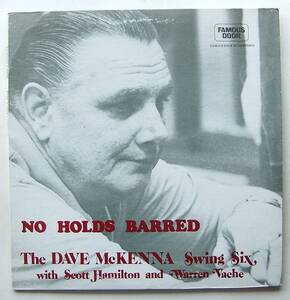 FAMOUS
DOOR
NO HOLDS BARRED
The DAVE McKENNA Swing Six,
with Scott Hamilton and Warren Vache